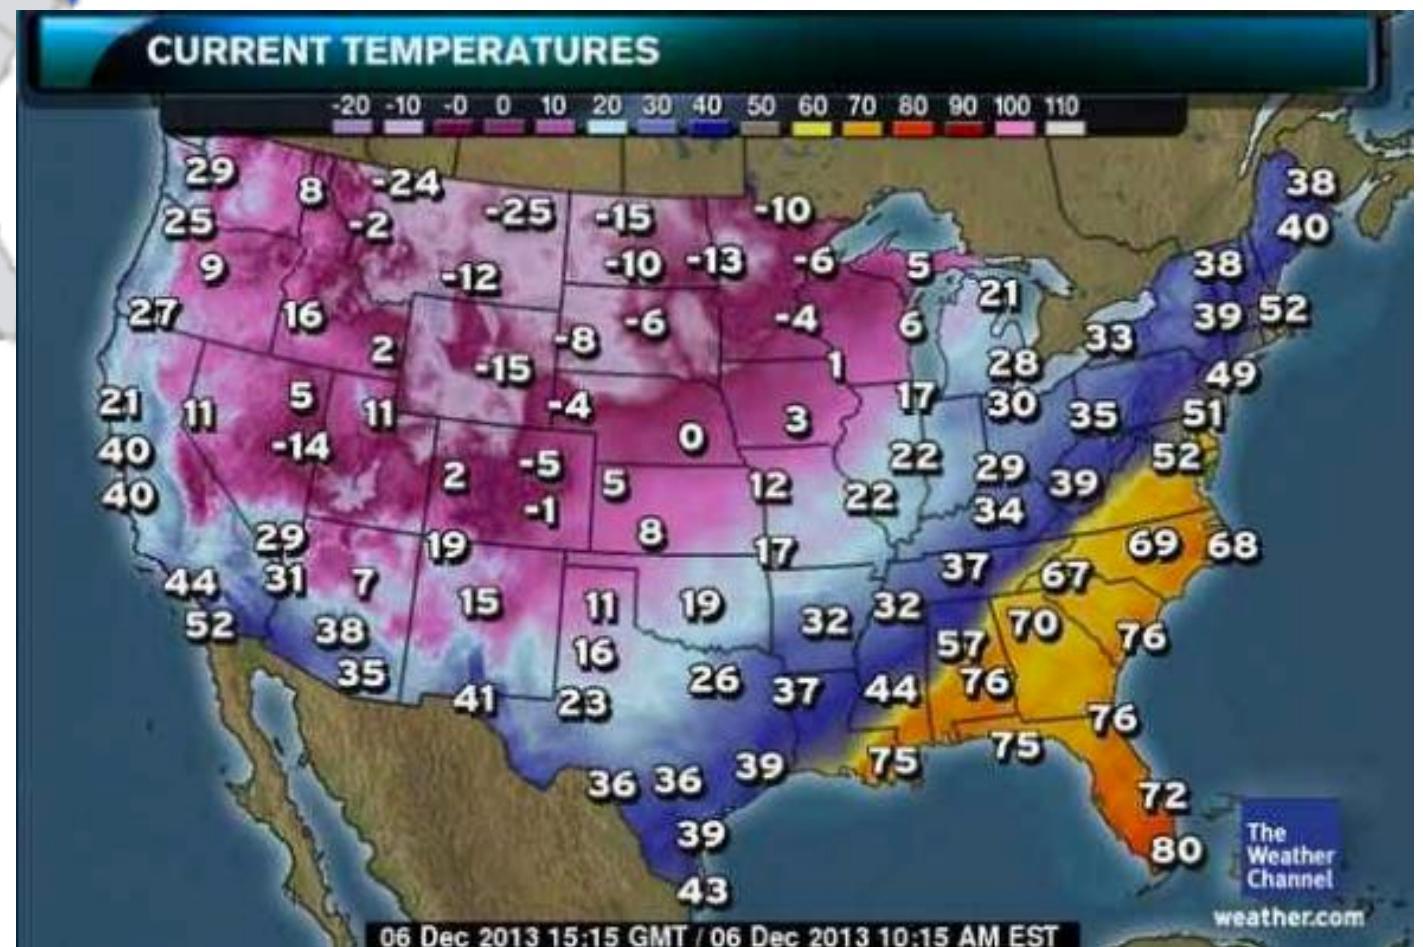 CURRENT TEMPERATURES
-20 -10 -0 0 10 20 30 40 50 60 70 80 90 100 110
29 8 -24 38
25 -2 -25 -15 -10 40
9 -12 -10 -13 -6 5 38
27 16 -6 -4 6 21 39 52
2 -15 -8 1 28 33
21 11 5 11 -4 3 17 30 35 49
40 -14 0 22 51
40 2 -5 5 12 22 29 39 52
29 -1 8 34
19 17 37 69 68
44 31 7 15 11 19 32 67
52 38 16 32 57 70 76
35 41 23 26 37 44 76
76
75 75
36 36 39 72
39 80
43
The
Weather
Channel
weather.com
06 Dec 2013 15:15 GMT / 06 Dec 2013 10:15 AM EST